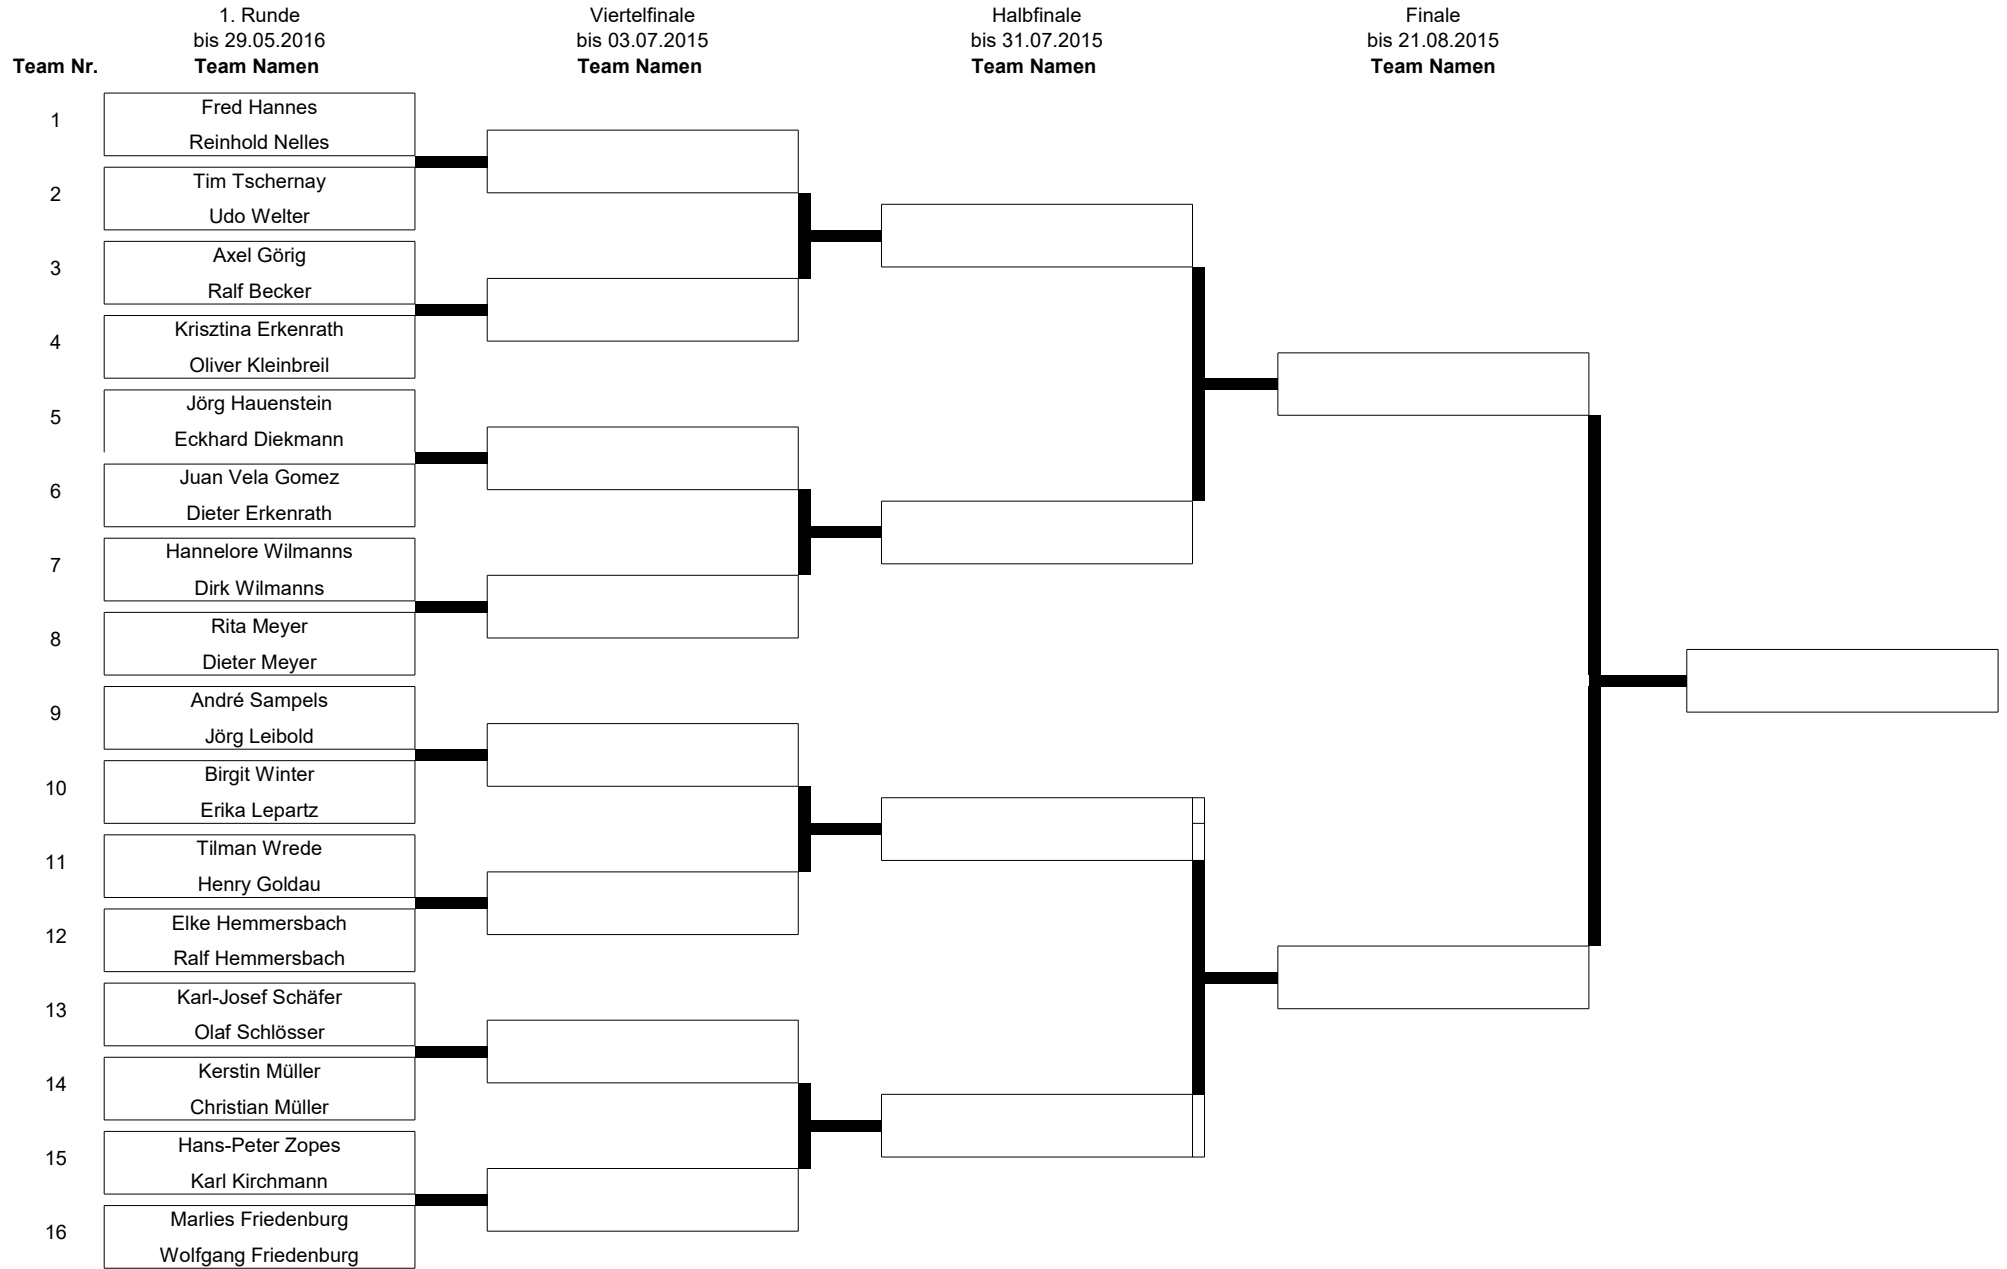 1. Runde
bis 29.05.2016
Viertelfinale
bis 03.07.2015
Halbfinale
bis 31.07.2015
Finale
bis 21.08.2015
Team Nr.
Team Namen
Team Namen
Team Namen
Team Namen
1
Fred Hannes
Reinhold Nelles
2
Tim Tschernay
Udo Welter
3
Axel Görig
Ralf Becker
4
Krisztina Erkenrath
Oliver Kleinbreil
5
Jörg Hauenstein
Eckhard Diekmann
6
Juan Vela Gomez
Dieter Erkenrath
7
Hannelore Wilmanns
Dirk Wilmanns
8
Rita Meyer
Dieter Meyer
9
André Sampels
Jörg Leibold
10
Birgit Winter
Erika Lepartz
11
Tilman Wrede
Henry Goldau
12
Elke Hemmersbach
Ralf Hemmersbach
13
Karl-Josef Schäfer
Olaf Schlösser
14
Kerstin Müller
Christian Müller
15
Hans-Peter Zopes
Karl Kirchmann
16
Marlies Friedenburg
Wolfgang Friedenburg